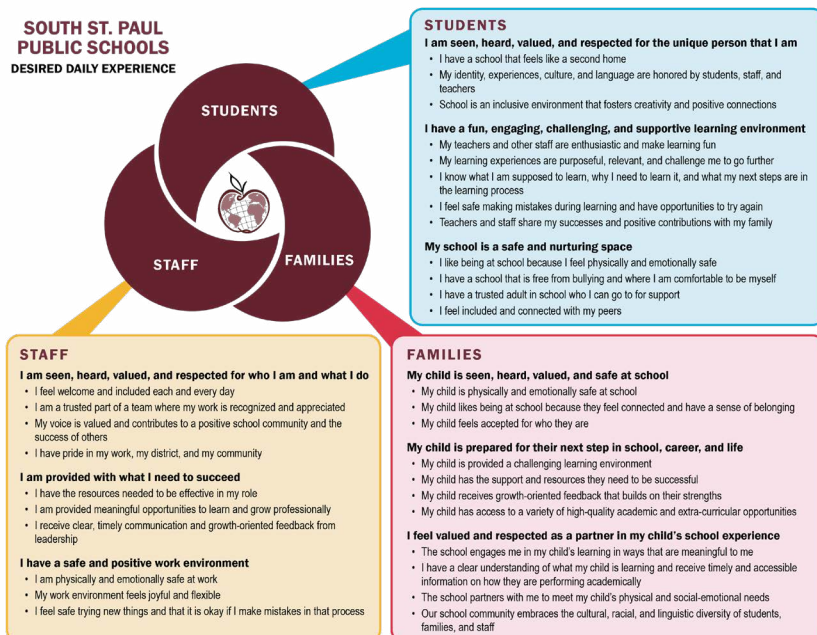 SOUTH ST. PAUL
PUBLIC SCHOOLS
DESIRED DAILY EXPERIENCE
STUDENTS
STAFF
FAMILIES
STUDENTS
I am seen, heard, valued, and respected for the unique person that I am
• I have a school that feels like a second home
• My identity, experiences, culture, and language are honored by students, staff, and
teachers
• School is an inclusive environment that fosters creativity and positive connections
I have a fun, engaging, challenging, and supportive learning environment
• My teachers and other staff are enthusiastic and make learning fun
• My learning experiences are purposeful, relevant, and challenge me to go further
• I know what I am supposed to learn, why I need to learn it, and what my next steps are in
the learning process
• I feel safe making mistakes during learning and have opportunities to try again
• Teachers and staff share my successes and positive contributions with my family
My school is a safe and nurturing space
• I like being at school because I feel physically and emotionally safe
• I have a school that is free from bullying and where I am comfortable to be myself
• I have a trusted adult in school who I can go to for support
• I feel included and connected with my peers
STAFF
I am seen, heard, valued, and respected for who I am and what I do
• I feel welcome and included each and every day
• I am a trusted part of a team where my work is recognized and appreciated
• My voice is valued and contributes to a positive school community and the
success of others
• I have pride in my work, my district, and my community
I am provided with what I need to succeed
• I have the resources needed to be effective in my role
• I am provided meaningful opportunities to learn and grow professionally
• I receive clear, timely communication and growth-oriented feedback from
leadership
I have a safe and positive work environment
• I am physically and emotionally safe at work
• My work environment feels joyful and flexible
• I feel safe trying new things and that it is okay if I make mistakes in that process
FAMILIES
My child is seen, heard, valued, and safe at school
• My child is physically and emotionally safe at school
• My child likes being at school because they feel connected and have a sense of belonging
• My child feels accepted for who they are
My child is prepared for their next step in school, career, and life
• My child is provided a challenging learning environment
• My child has the support and resources they need to be successful
• My child receives growth-oriented feedback that builds on their strengths
• My child has access to a variety of high-quality academic and extra-curricular opportunities
I feel valued and respected as a partner in my child's school experience
• The school engages me in my child's learning in ways that are meaningful to me
• I have a clear understanding of what my child is learning and receive timely and accessible
information on how they are performing academically
• The school partners with me to meet my child's physical and social-emotional needs
• Our school community embraces the cultural, racial, and linguistic diversity of students,
families, and staff